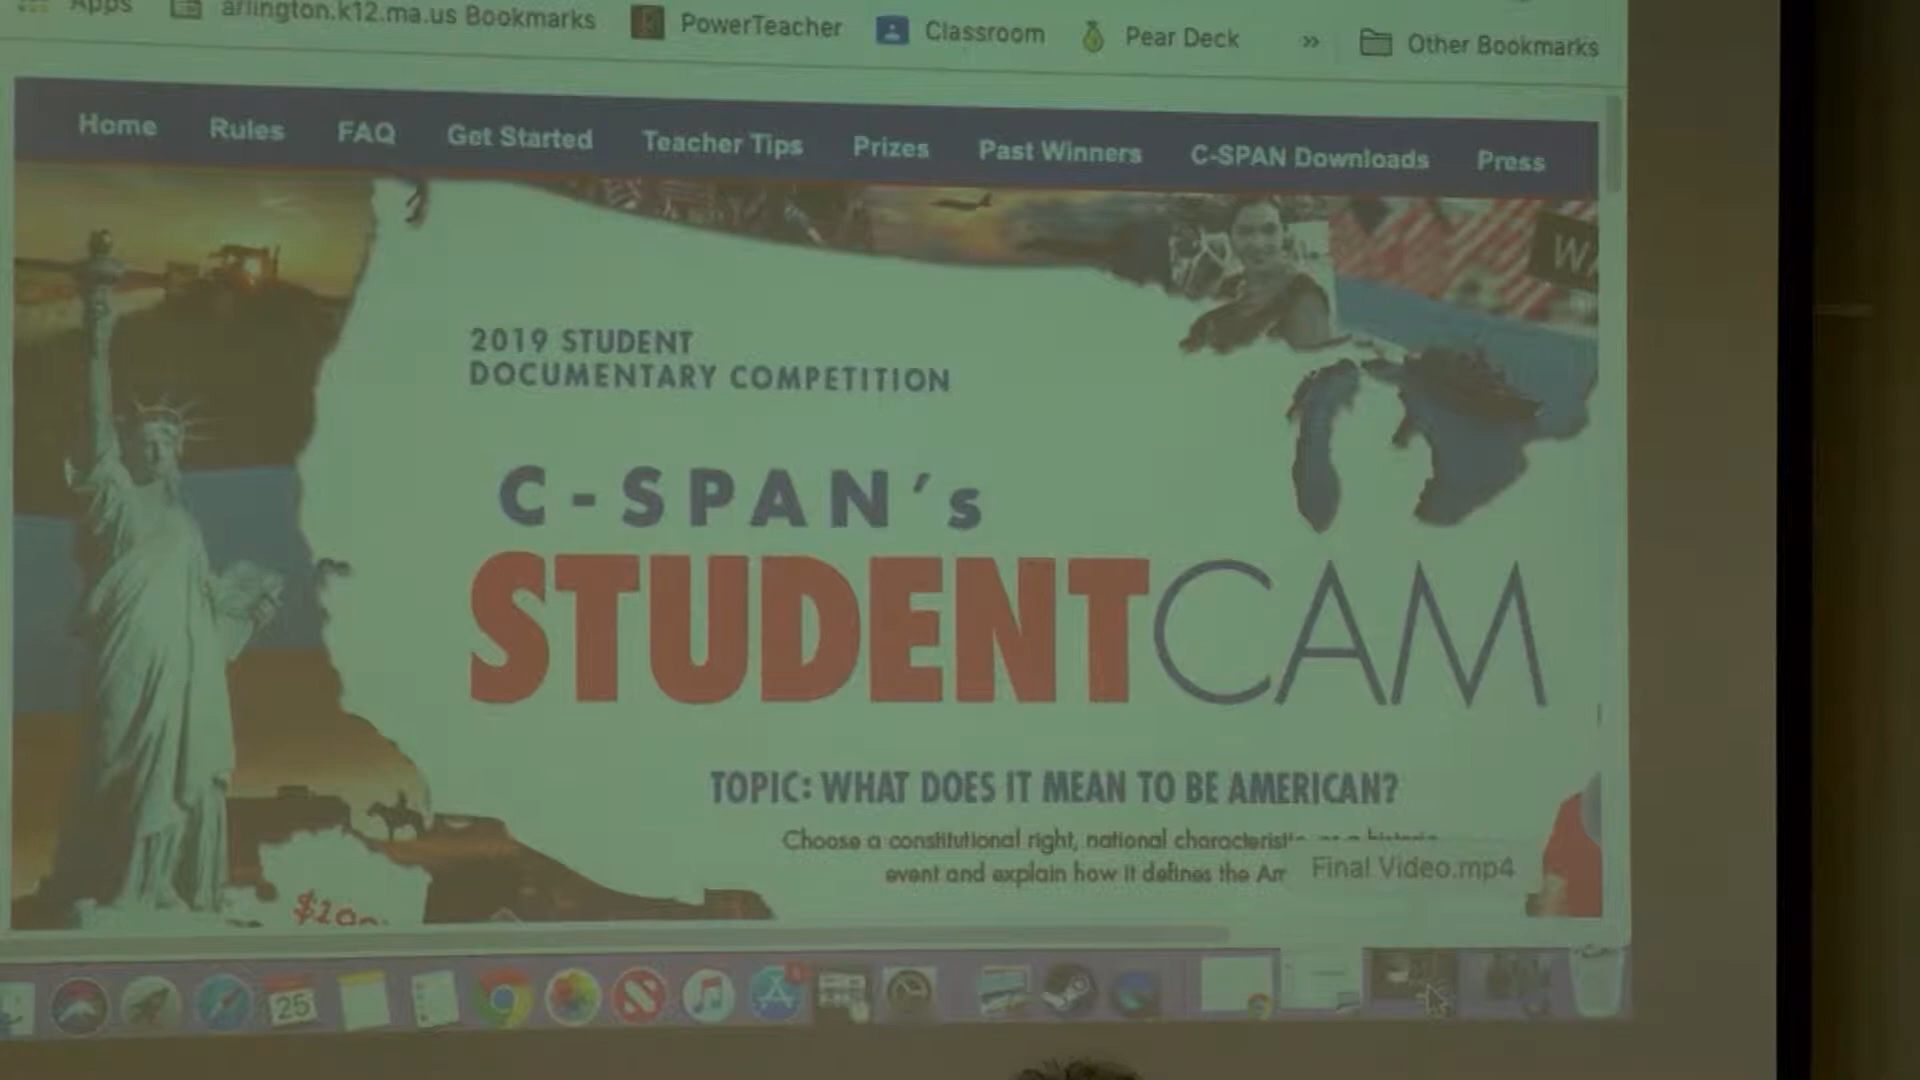 Apps arlington.k12.ma.us Bookmarks PowerTeacher Classroom Pear Deck » Other Bookmarks
Home Rules FAQ Get Started Teacher Tips Prizes Past Winners C-SPAN Downloads Press
2019 STUDENT
DOCUMENTARY COMPETITION
C-SPAN's
STUDENTCAM
TOPIC: WHAT DOES IT MEAN TO BE AMERICAN?
Choose a constitutional right, national
event and explain how it defines the
Final Video.mp4
25